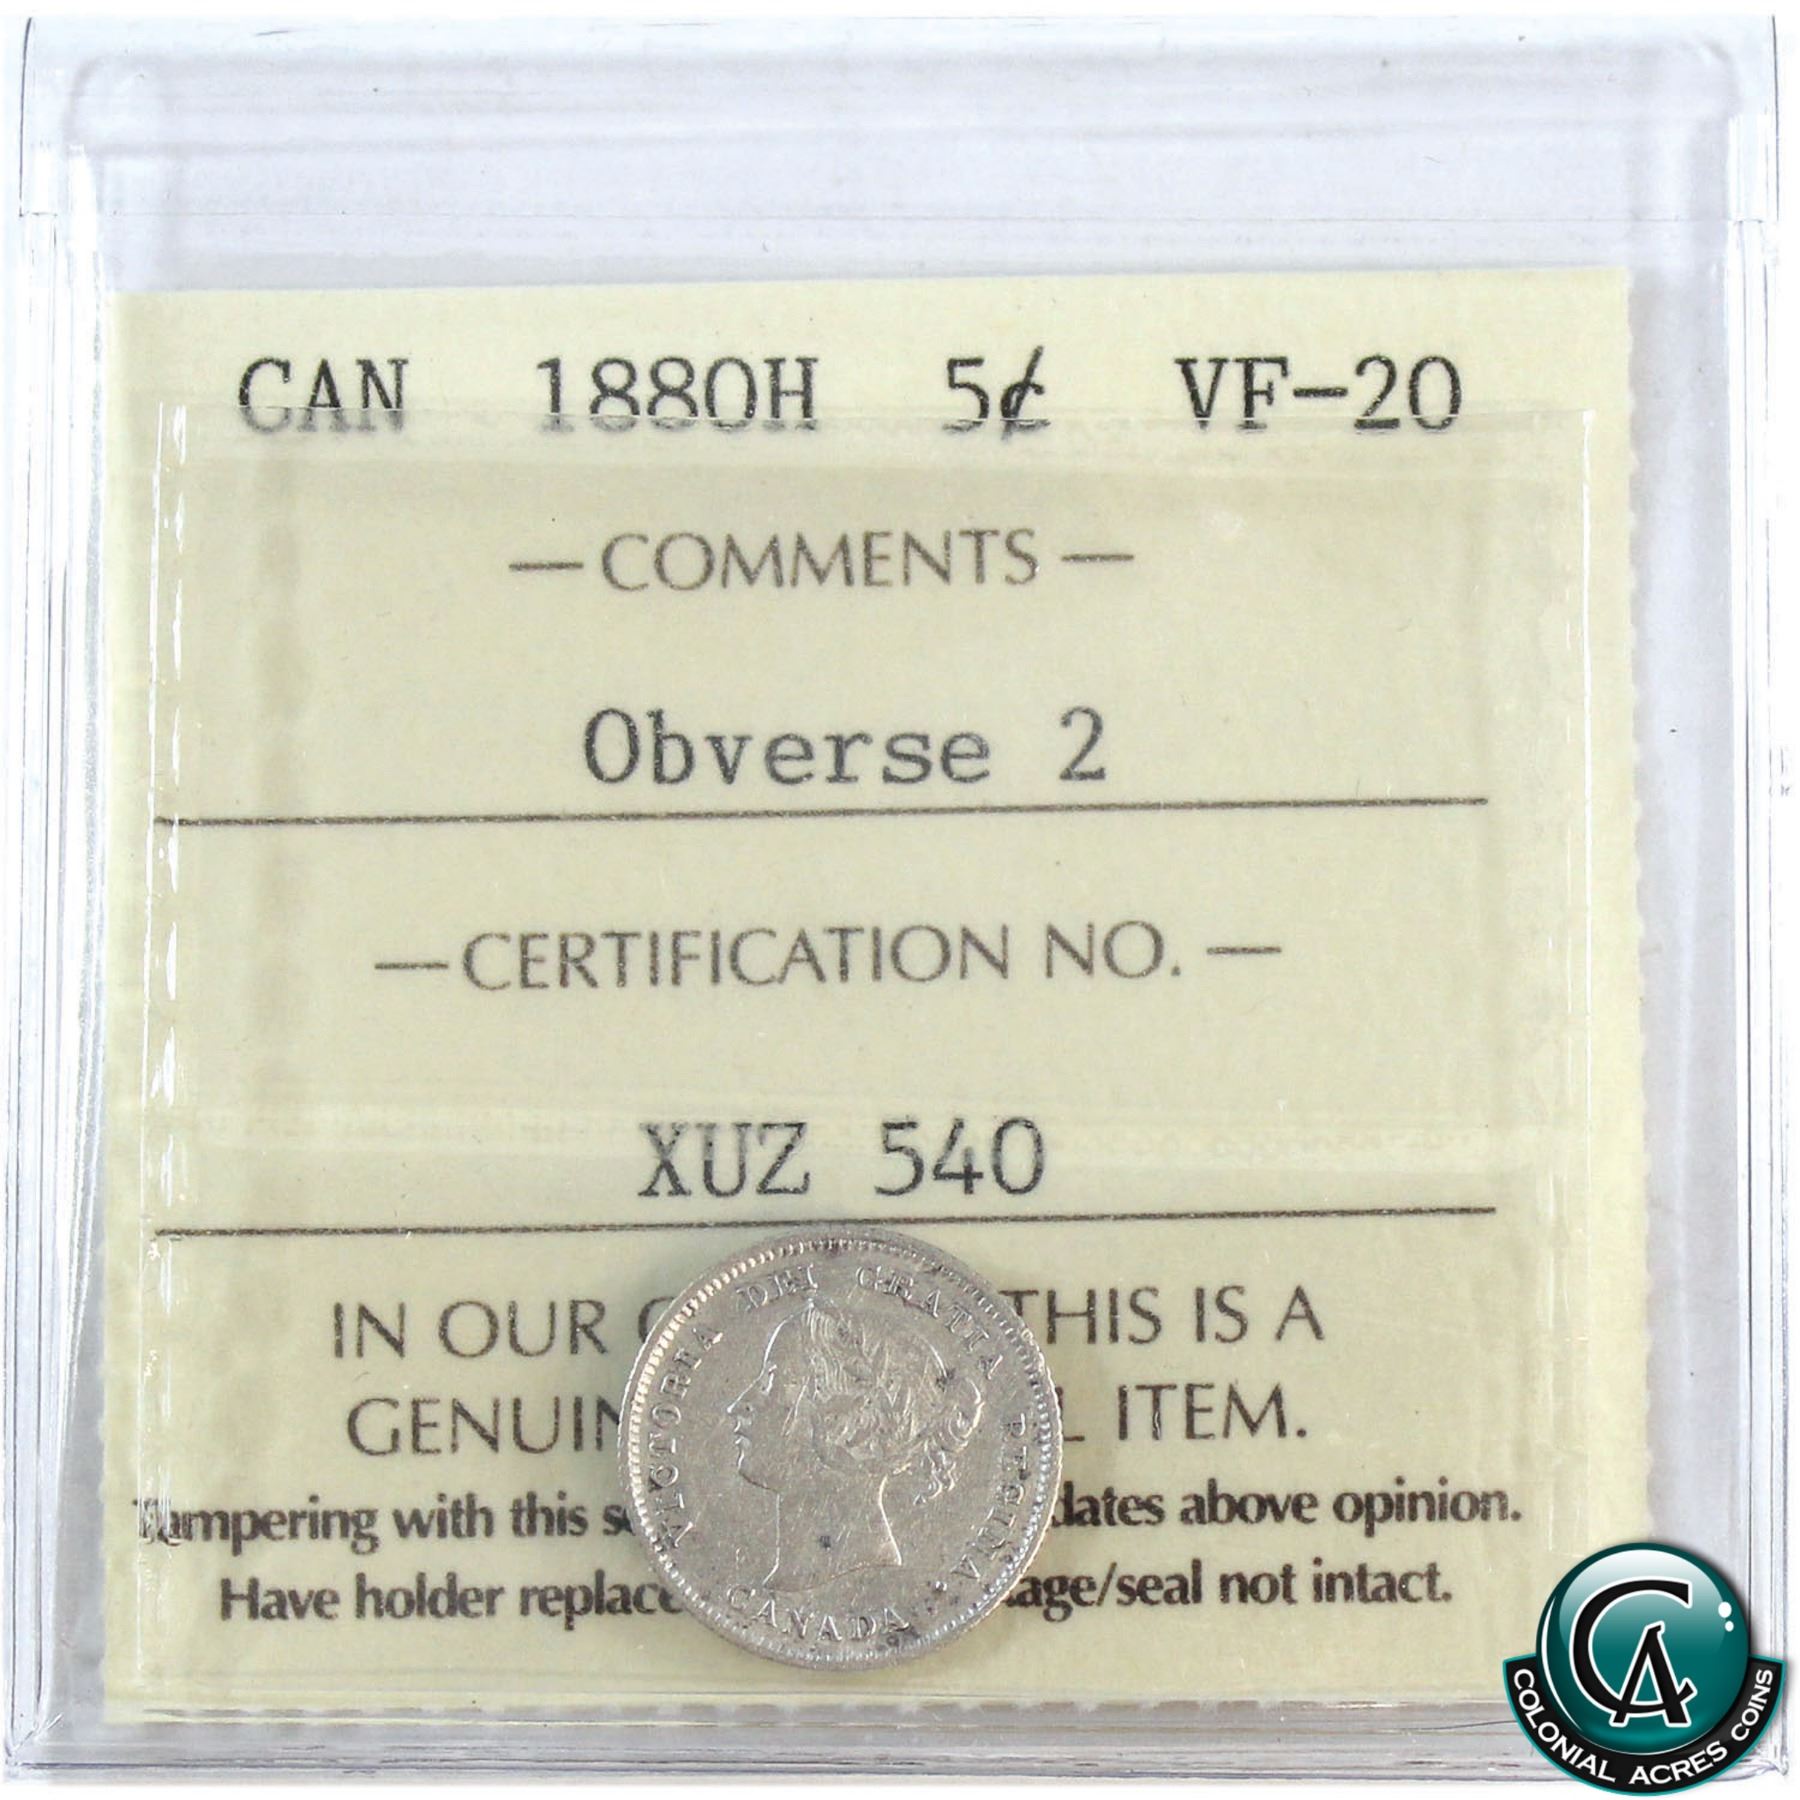 CAN 1880H 5¢ VF-20
— COMMENTS —
Obverse 2
— CERTIFICATION NO. —
XUZ 540
IN OUR THIS IS A
GENUIN L ITEM.
Tampering with this s dates above opinion.
Have holder replace age/seal not intact.
VICTORIA DEI GRATIA REGINA
CANADA
CA
COLONIAL ACRES COINS